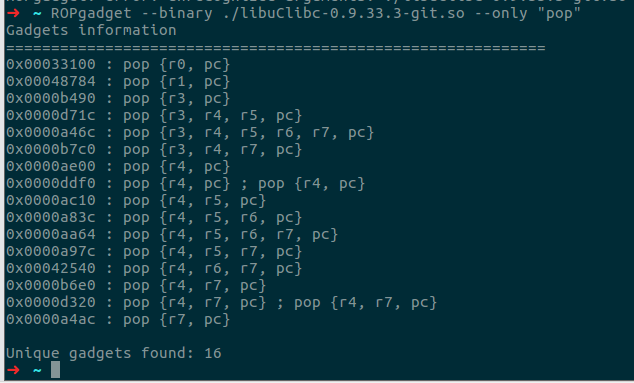 ➜ ~ ROPgadget --binary ./libuClibc-0.9.33.3-git.so --only "pop"
Gadgets information
============================================================
0x00033100 : pop {r0, pc}
0x00048784 : pop {r1, pc}
0x0000b490 : pop {r3, pc}
0x0000d71c : pop {r3, r4, r5, pc}
0x0000a46c : pop {r3, r4, r5, r6, r7, pc}
0x0000b7c0 : pop {r3, r4, r7, pc}
0x0000ae00 : pop {r4, pc}
0x0000ddf0 : pop {r4, pc} ; pop {r4, pc}
0x0000ac10 : pop {r4, r5, pc}
0x0000a83c : pop {r4, r5, r6, pc}
0x0000aa64 : pop {r4, r5, r6, r7, pc}
0x0000a97c : pop {r4, r5, r7, pc}
0x00042540 : pop {r4, r6, r7, pc}
0x0000b6e0 : pop {r4, r7, pc}
0x0000d320 : pop {r4, r7, pc} ; pop {r4, r7, pc}
0x0000a4ac : pop {r7, pc}
Unique gadgets found: 16
➜ ~